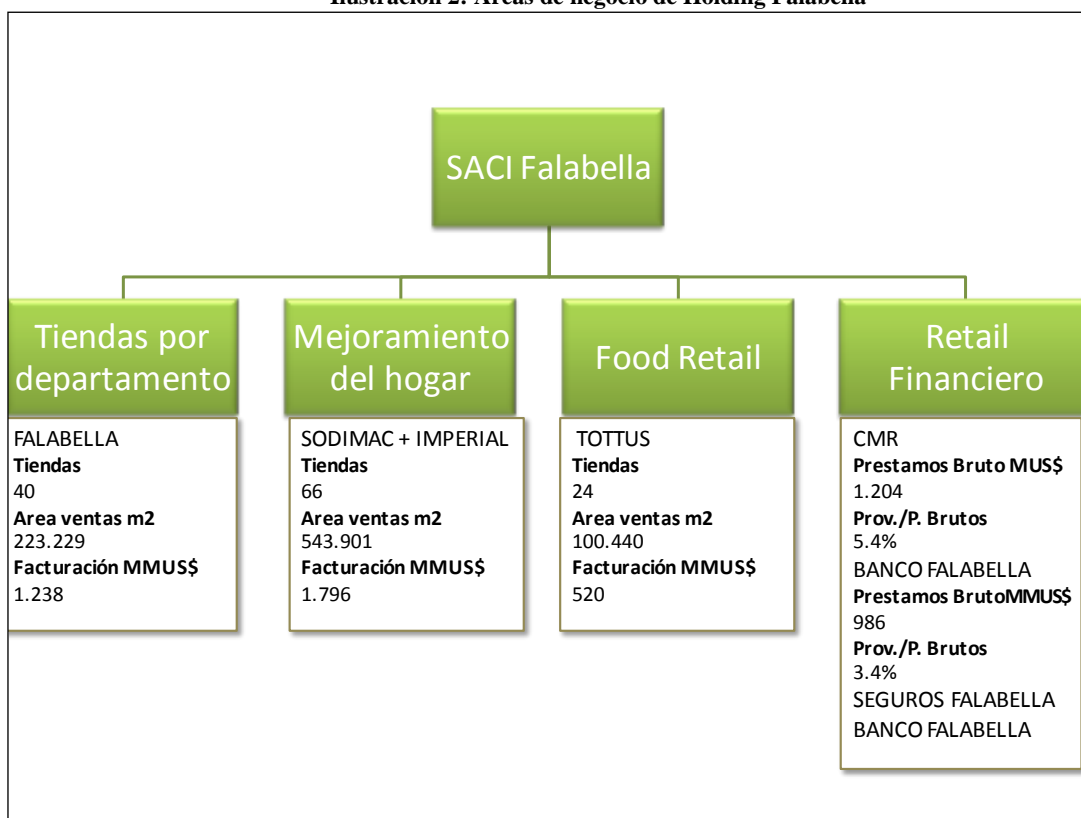 Ilustración 2: Áreas de negocio de Holding Falabella
SACI Falabella
Tiendas por
departamento
FALABELLA
Tiendas
40
Area ventas m2
223.229
Facturación MMUS$
1.238
Mejoramiento
del hogar
SODIMAC + IMPERIAL
Tiendas
66
Area ventas m2
543.901
Facturación MMUS$
1.796
Food Retail
TOTTUS
Tiendas
24
Area ventas m2
100.440
Facturación MMUS$
520
Retail
Financiero
CMR
Prestamos Bruto MUS$
1.204
Prov./P. Brutos
5.4%
BANCO FALABELLA
Prestamos BrutoMMUS$
986
Prov./P. Brutos
3.4%
SEGUROS FALABELLA
BANCO FALABELLA